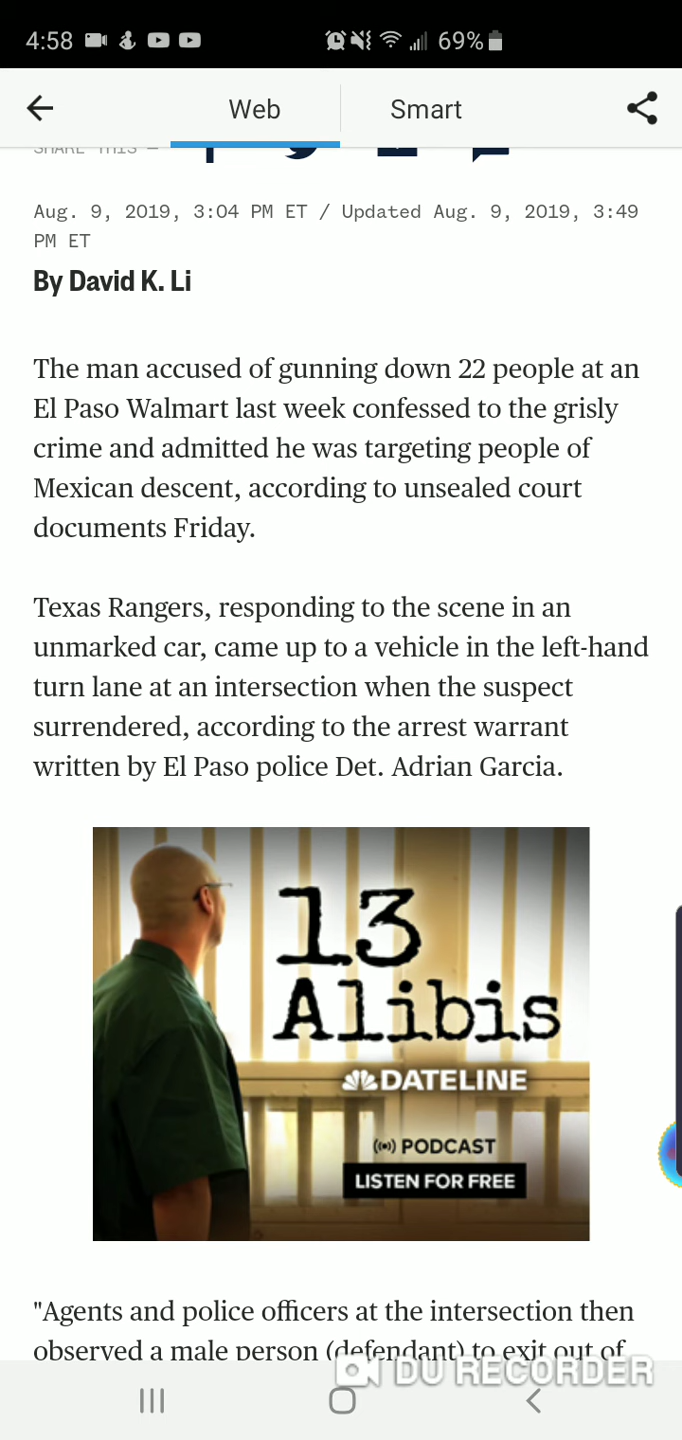 4:58 69%
Web Smart
SHARE THIS —
Aug. 9, 2019, 3:04 PM ET / Updated Aug. 9, 2019, 3:49
PM ET
By David K. Li
The man accused of gunning down 22 people at an
El Paso Walmart last week confessed to the grisly
crime and admitted he was targeting people of
Mexican descent, according to unsealed court
documents Friday.
Texas Rangers, responding to the scene in an
unmarked car, came up to a vehicle in the left-hand
turn lane at an intersection when the suspect
surrendered, according to the arrest warrant
written by El Paso police Det. Adrian Garcia.
13
Alibis
DATELINE
PODCAST
LISTEN FOR FREE
"Agents and police officers at the intersection then
observed a male person (defendant) to exit out of
DU RECORDER